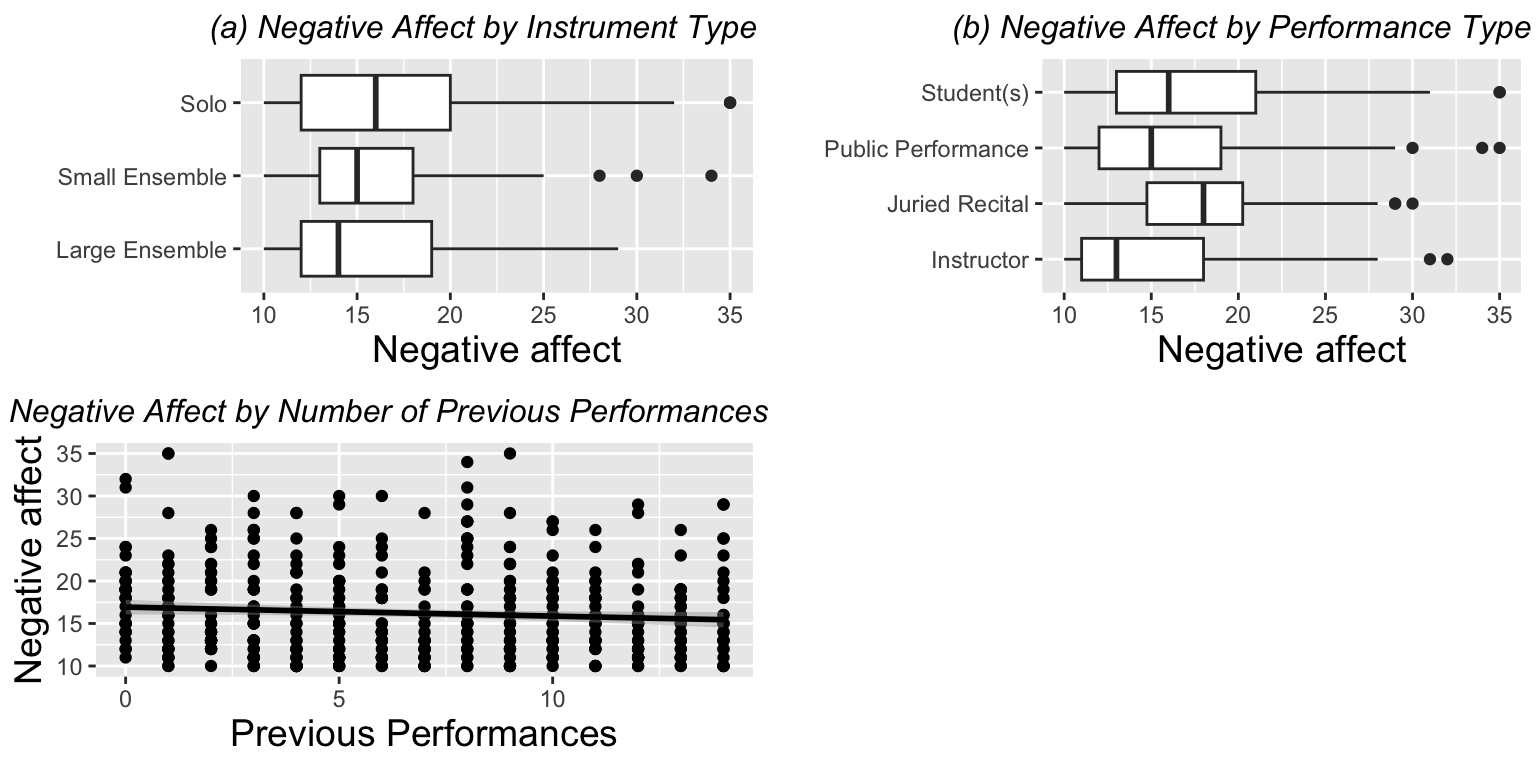 (a) Negative Affect by Instrument Type
Solo
Small Ensemble
Large Ensemble
10 15 20 25 30 35
Negative affect
(b) Negative Affect by Performance Type
Student(s)
Public Performance
Juried Recital
Instructor
10 15 20 25 30 35
Negative affect
Negative Affect by Number of Previous Performances
Negative affect
35
30
25
20
15
10
0 5 10
Previous Performances